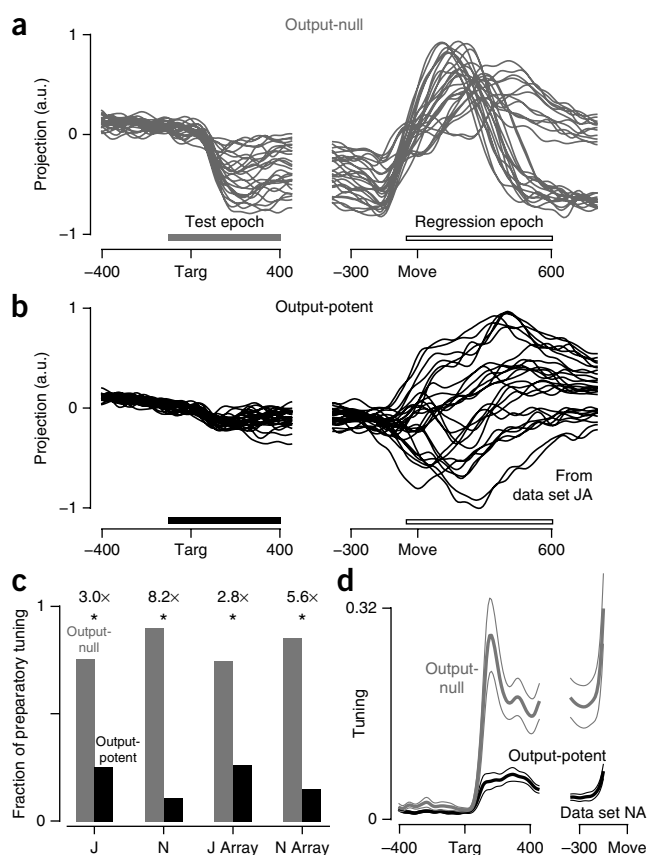 a
Output-null
Projection (a.u.)
1
0
−1
Test epoch
Regression epoch
−400
Targ
400
−300
Move
600
b
Output-potent
Projection (a.u.)
1
0
−1
From
data set JA
−400
Targ
400
−300
Move
600
c
Fraction of preparatory tuning
1
0
3.0×
8.2×
2.8×
5.6×
*
*
*
*
Output-
null
Output-
potent
J
N
J Array
N Array
d
Tuning
0.32
0
Output-
null
Output-potent
Data set NA
−400
Targ
400
−300
Move